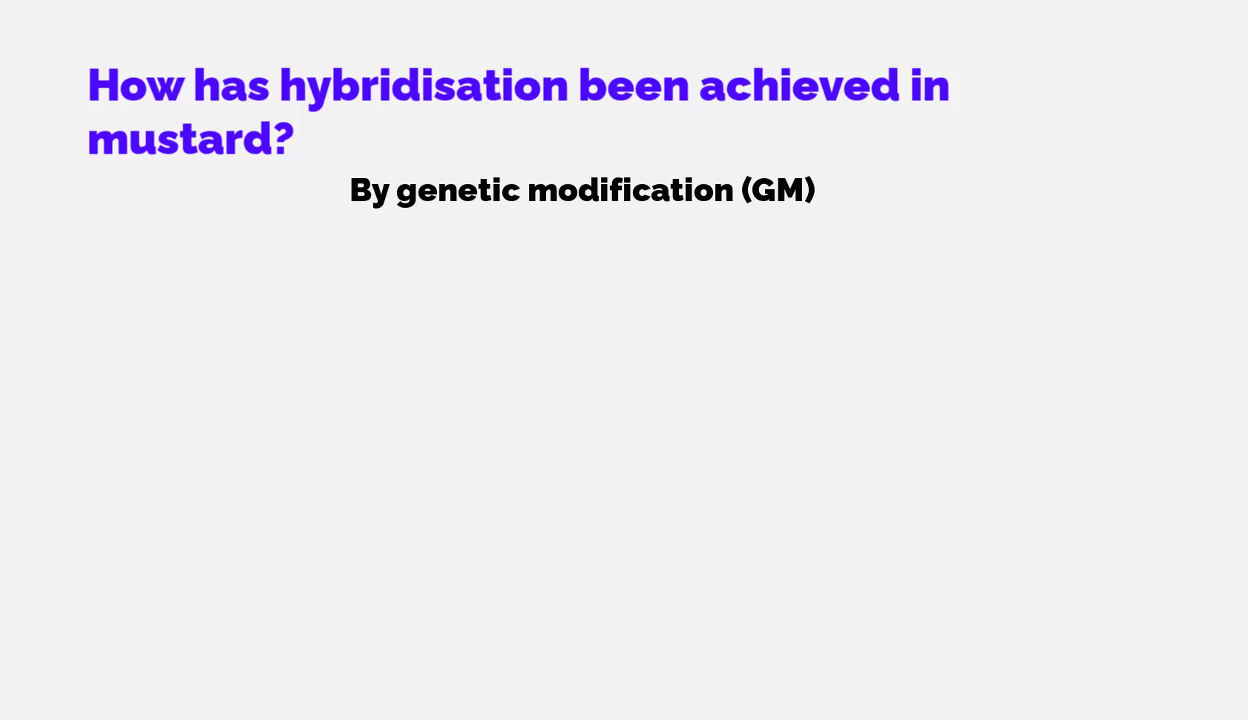 How has hybridisation been achieved in
mustard?
By genetic modification (GM)